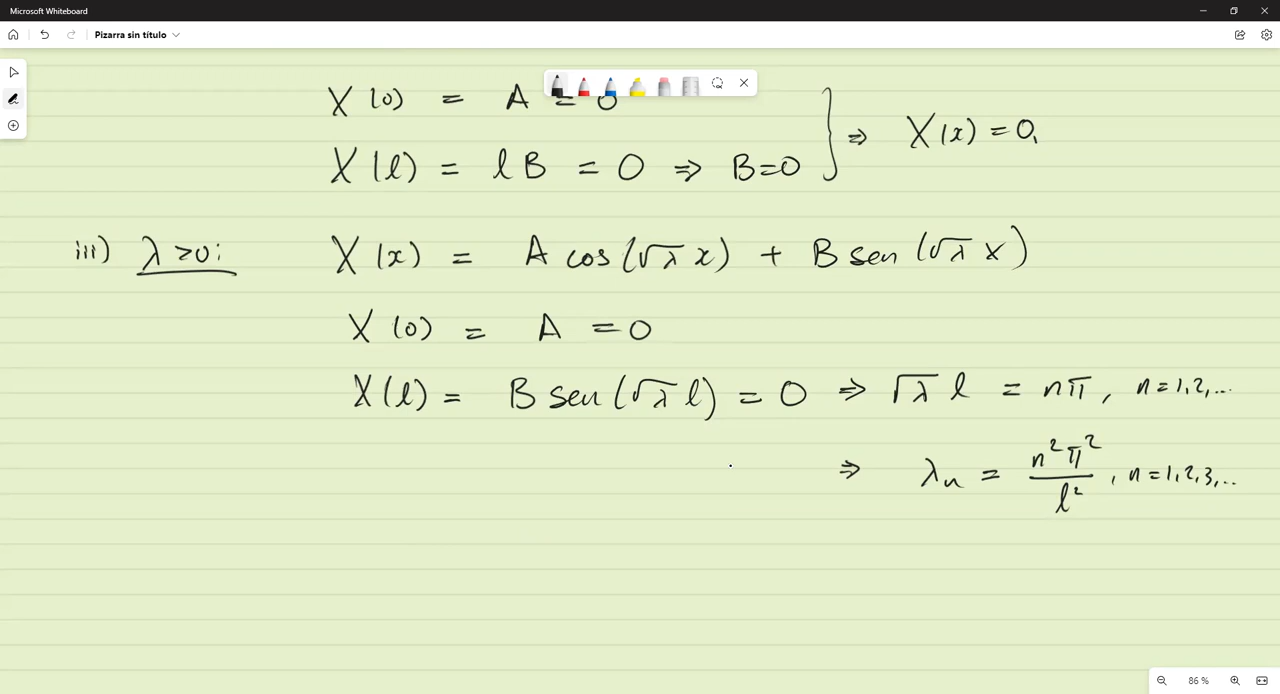 Microsoft Whiteboard
Pizarra sin título
X(0) = A = 0
X(l) = l B = 0 ⇒ B=0 } ⇒ X(x) = 0,
iii) λ > 0: X(x) = A cos(√λ x) + B sen(√λ x)
X(0) = A = 0
X(l) = B sen(√λ l) = 0 ⇒ √λ l = nπ, n=1,2,...
⇒ λₙ = n²π²/l², n=1,2,3,...
86 %